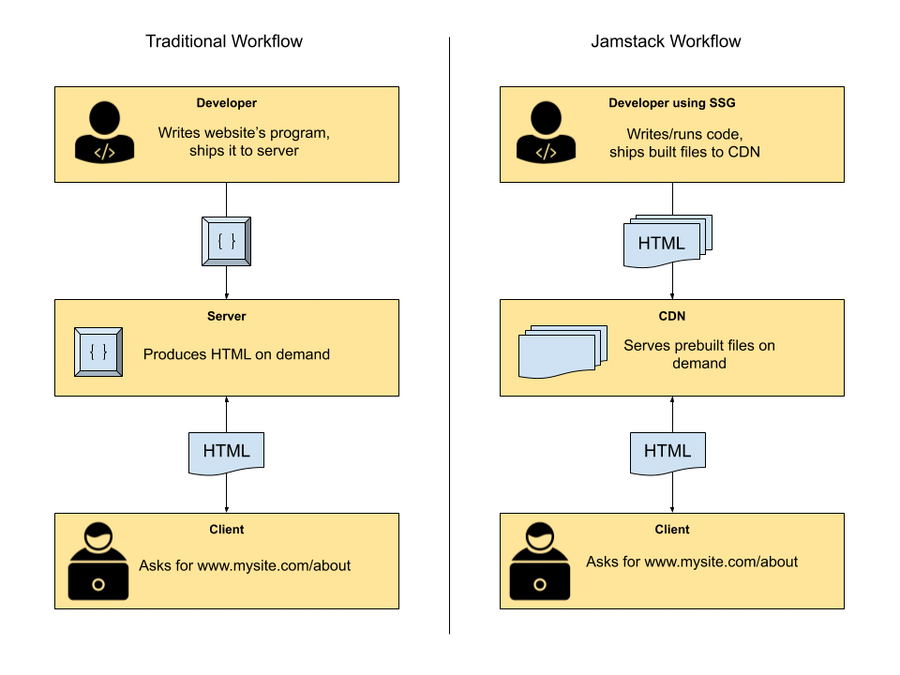 Traditional Workflow
Developer
Writes website's program,
ships it to server
</>
{ }
Server
{ }
Produces HTML on demand
HTML
Client
Asks for www.mysite.com/about
Jamstack Workflow
Developer using SSG
Writes/runs code,
ships built files to CDN
</>
HTML
CDN
Serves prebuilt files on
demand
HTML
Client
Asks for www.mysite.com/about